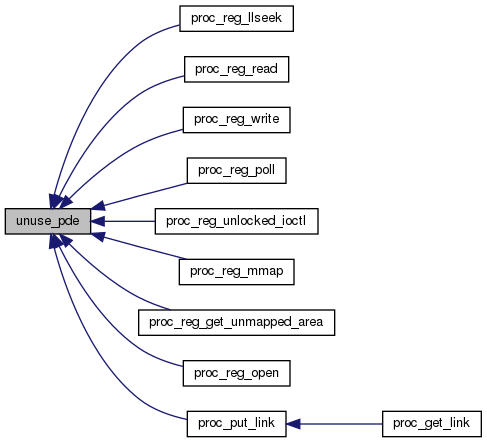 proc_reg_llseek
proc_reg_read
proc_reg_write
proc_reg_poll
unuse_pde
proc_reg_unlocked_ioctl
proc_reg_mmap
proc_reg_get_unmapped_area
proc_reg_open
proc_put_link
proc_get_link